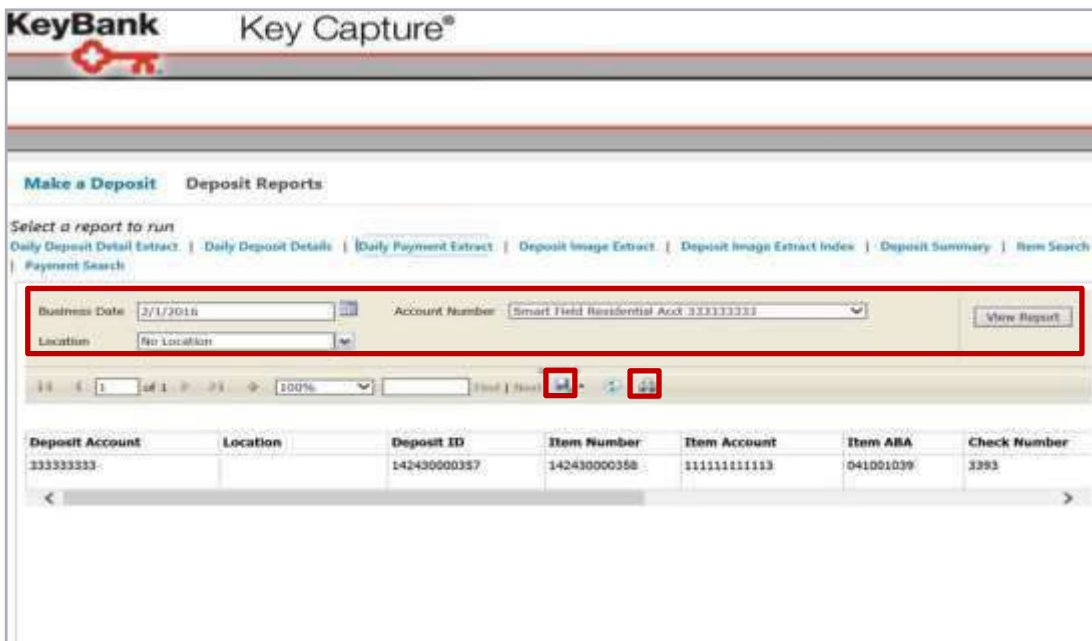 KeyBank Key Capture®
Make a Deposit Deposit Reports
Select a report to run
Daily Deposit Detail Extract | Daily Deposit Details | Daily Payment Extract | Deposit Image Extract | Deposit Image Extract Index | Deposit Summary | Item Search
| Payment Search
Business Date 2/1/2016 Account Number Smart Field Residential Acct 333333333 View Report
Location No Location
1 of 1 100% Find | Next
Deposit Account Location Deposit ID Item Number Item Account Item ABA Check Number
333333333 142430000357 142430000358 111111111113 041001039 3393